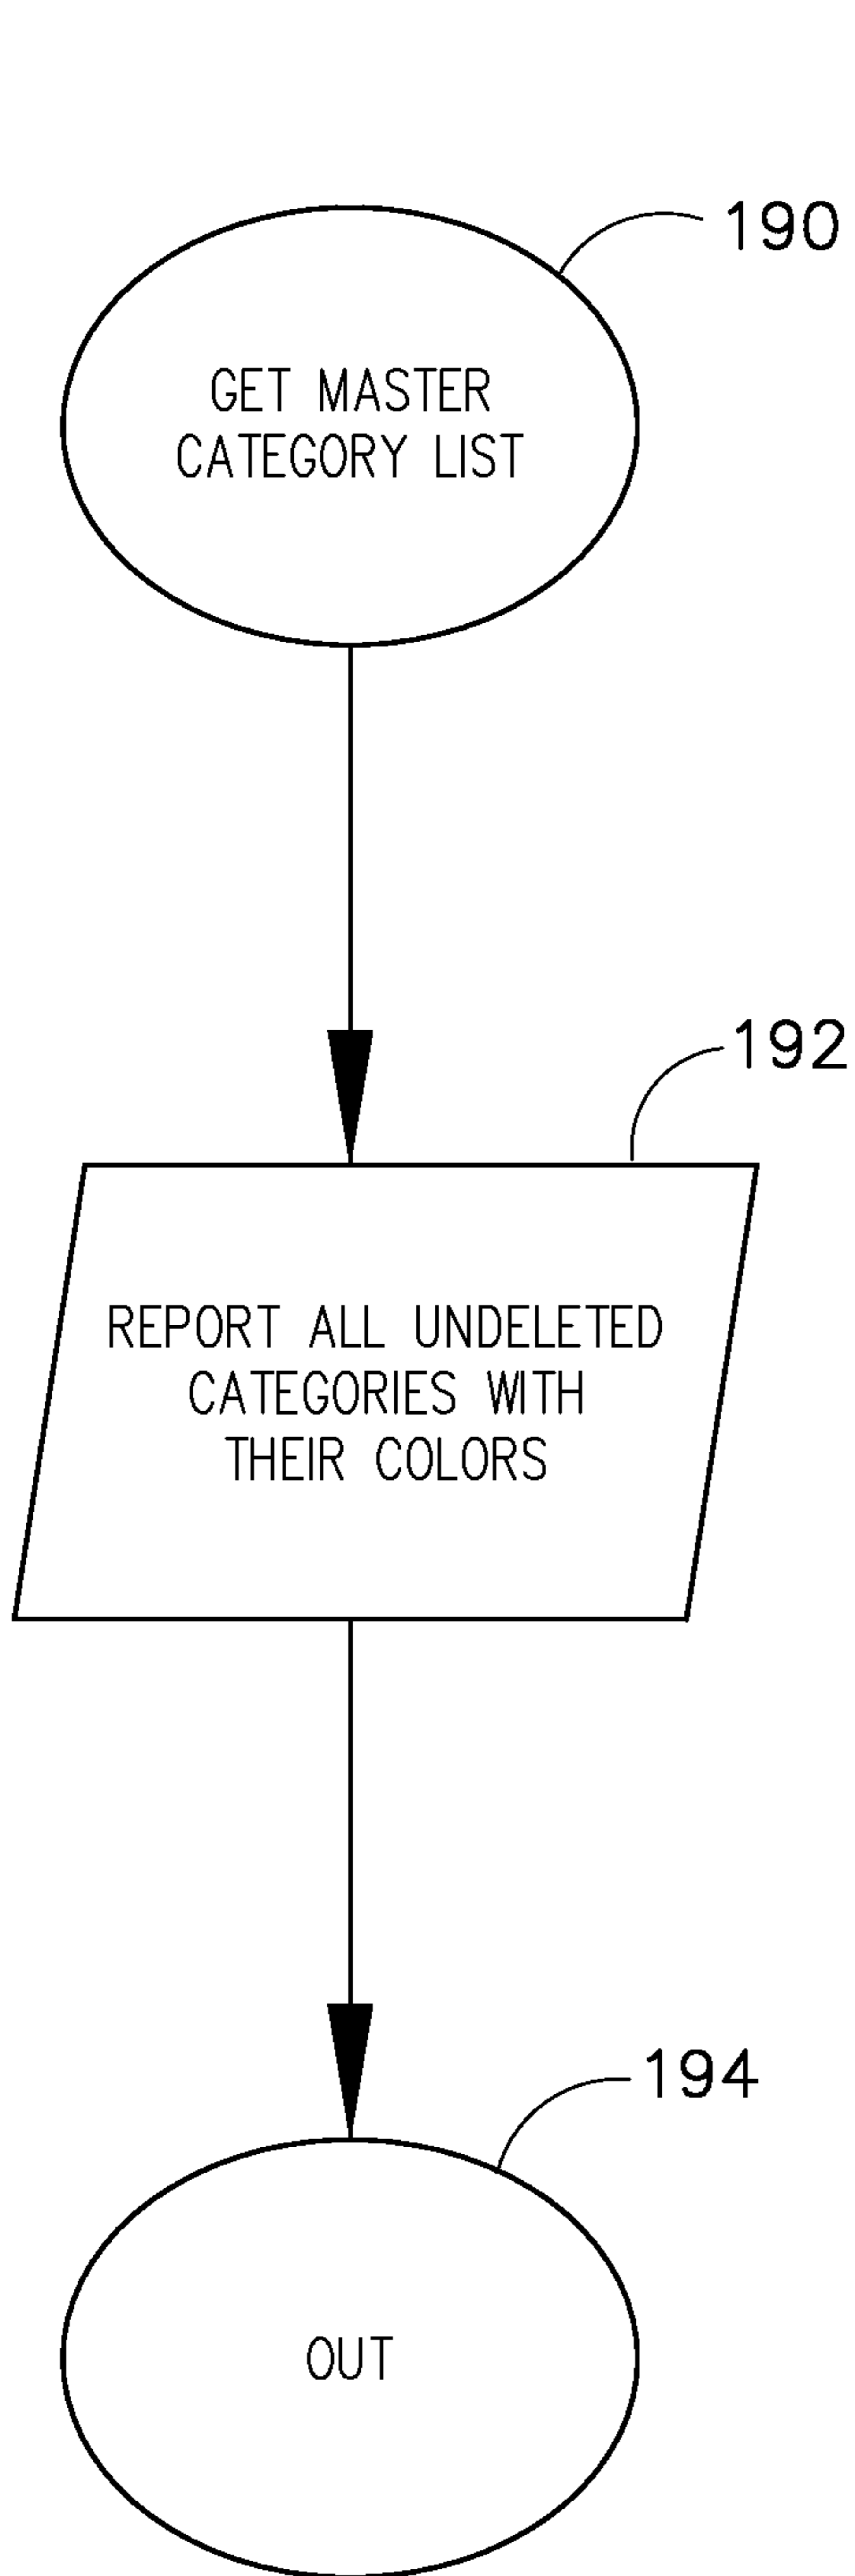 190
GET MASTER
CATEGORY LIST
192
REPORT ALL UNDELETED
CATEGORIES WITH
THEIR COLORS
194
OUT